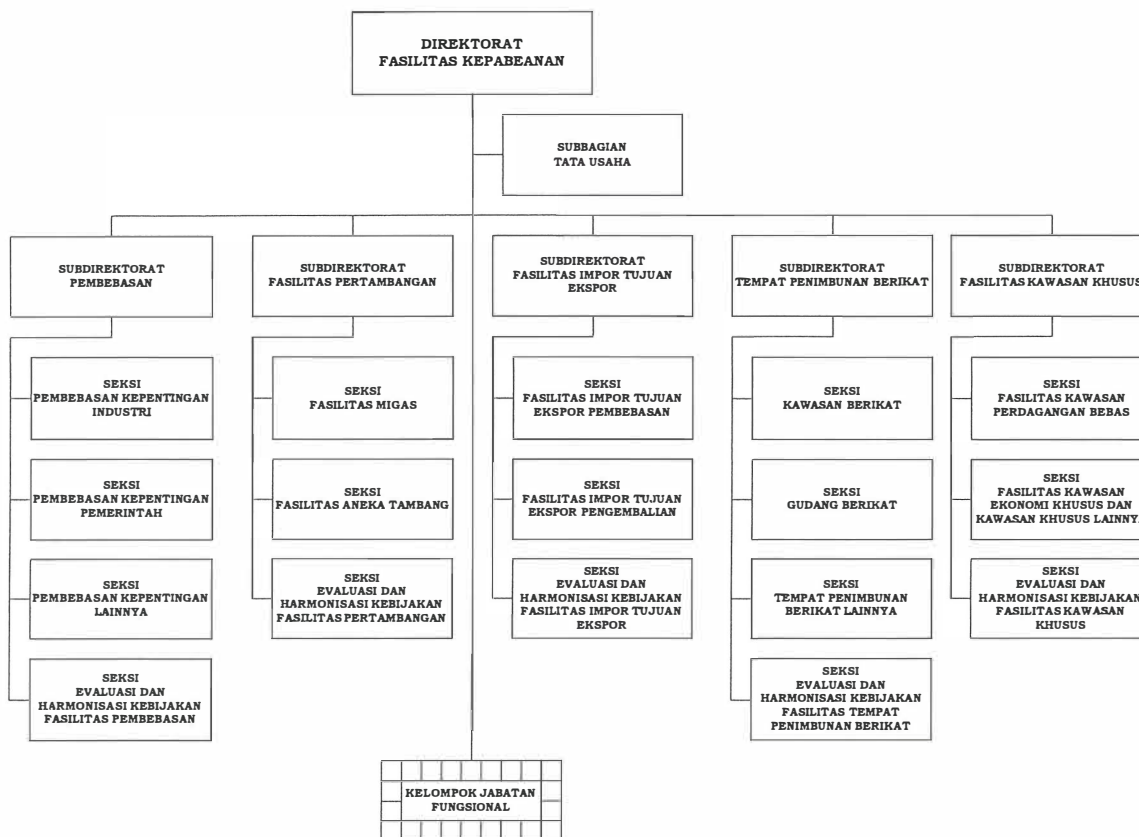 DIREKTORAT
FASILITAS KEPABEANAN
SUBBAGIAN
TATA USAHA
SUBDIREKTORAT
PEMBEBASAN
SUBDIREKTORAT
FASILITAS PERTAMBANGAN
SUBDIREKTORAT
FASILITAS IMPOR TUJUAN
EKSPOR
SUBDIREKTORAT
TEMPAT PENIMBUNAN BERIKAT
SUBDIREKTORAT
FASILITAS KAWASAN KHUSUS
SEKSI
PEMBEBASAN KEPENTINGAN
INDUSTRI
SEKSI
FASILITAS MIGAS
SEKSI
FASILITAS IMPOR TUJUAN
EKSPOR PEMBEBASAN
SEKSI
KAWASAN BERIKAT
SEKSI
FASILITAS KAWASAN
PERDAGANGAN BEBAS
SEKSI
PEMBEBASAN KEPENTINGAN
PEMERINTAH
SEKSI
FASILITAS ANEKA TAMBANG
SEKSI
FASILITAS IMPOR TUJUAN
EKSPOR PENGEMBALIAN
SEKSI
GUDANG BERIKAT
SEKSI
FASILITAS KAWASAN
EKONOMI KHUSUS DAN
KAWASAN KHUSUS LAINNYA
SEKSI
PEMBEBASAN KEPENTINGAN
LAINNYA
SEKSI
EVALUASI DAN
HARMONISASI KEBIJAKAN
FASILITAS PERTAMBANGAN
SEKSI
EVALUASI DAN
HARMONISASI KEBIJAKAN
FASILITAS IMPOR TUJUAN
EKSPOR
SEKSI
TEMPAT PENIMBUNAN
BERIKAT LAINNYA
SEKSI
EVALUASI DAN
HARMONISASI KEBIJAKAN
FASILITAS KAWASAN
KHUSUS
SEKSI
EVALUASI DAN
HARMONISASI KEBIJAKAN
FASILITAS PEMBEBASAN
SEKSI
EVALUASI DAN
HARMONISASI KEBIJAKAN
FASILITAS TEMPAT
PENIMBUNAN BERIKAT
KELOMPOK JABATAN
FUNGSIONAL